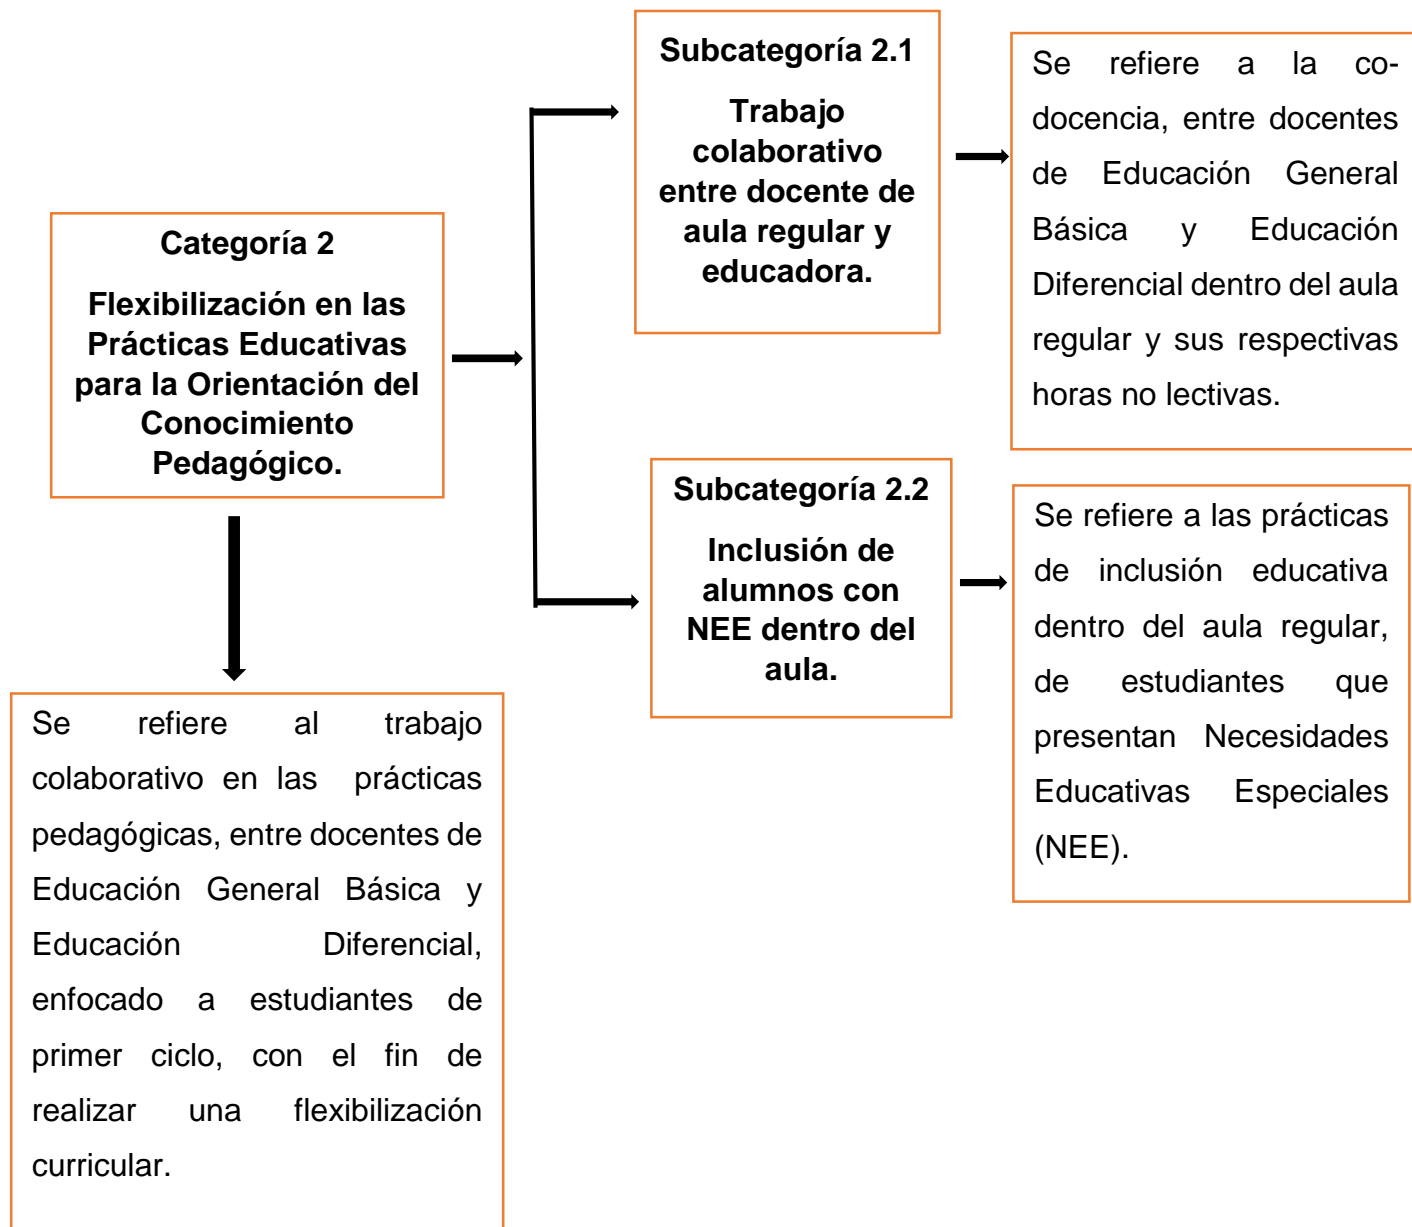 Categoría 2
Flexibilización en las
Prácticas Educativas
para la Orientación del
Conocimiento
Pedagógico.
Se refiere al trabajo
colaborativo en las prácticas
pedagógicas, entre docentes de
Educación General Básica y
Educación Diferencial,
enfocado a estudiantes de
primer ciclo, con el fin de
realizar una flexibilización
curricular.
Subcategoría 2.1
Trabajo
colaborativo
entre docente de
aula regular y
educadora.
Se refiere a la co-
docencia, entre docentes
de Educación General
Básica y Educación
Diferencial dentro del aula
regular y sus respectivas
horas no lectivas.
Subcategoría 2.2
Inclusión de
alumnos con
NEE dentro del
aula.
Se refiere a las prácticas
de inclusión educativa
dentro del aula regular,
de estudiantes que
presentan Necesidades
Educativas Especiales
(NEE).